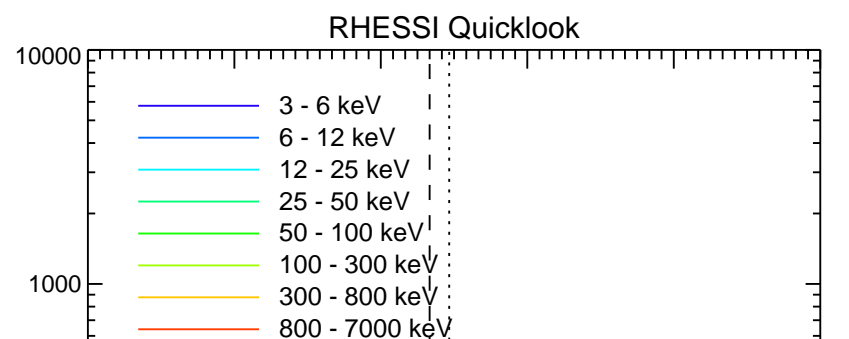 RHESSI Quicklook
10000
3 - 6 keV
6 - 12 keV
12 - 25 keV
25 - 50 keV
50 - 100 keV
100 - 300 keV
1000
300 - 800 keV
800 - 7000 keV